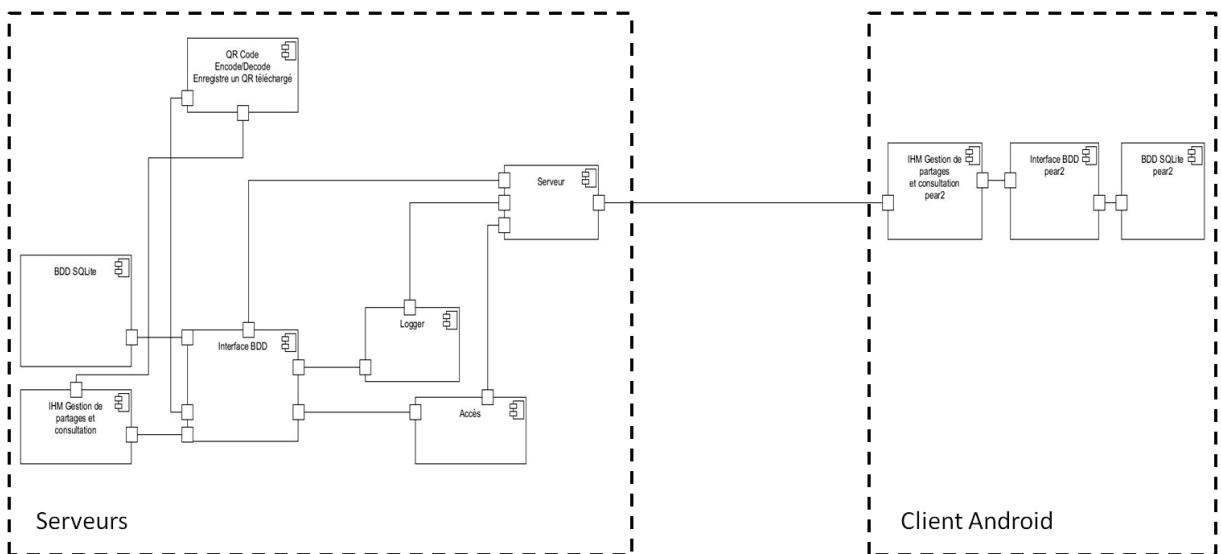 QR Code
Encode/Decode
Enregistre un QR téléchargé
Serveur
BDD SQLite
Interface BDD
Logger
IHM Gestion de
partages et
consultation
Accès
Serveurs
IHM Gestion de
partages
et consultation
pear2
Interface BDD
pear2
BDD SQLite
pear2
Client Android